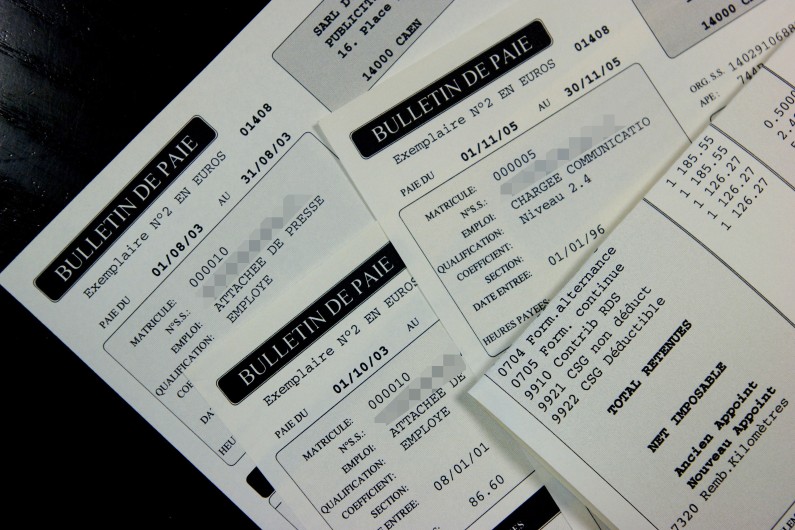 BULLETIN DE PAIE
01408
Exemplaire N°2 EN EUROS
PAIE DU 01/08/03 AU 31/08/03
MATRICULE: 000010
N°S.S.:
EMPLOI: ATTACHEE DE PRESSE
QUALIFICATION: EMPLOYE
SARL
PUBLICIT
16. Place
14000 CAEN
BULLETIN DE PAIE
01408
Exemplaire N°2 EN EUROS
PAIE DU 01/11/05 AU 30/11/05
MATRICULE: 000005
N°S.S.:
EMPLOI: CHARGEE COMMUNICATIO
QUALIFICATION: Niveau 2.4
COEFFICIENT:
SECTION:
DATE ENTREE: 01/01/96
HEURES PAYEES
14000 CAEN
ORG. S.S. 1402910688
APE:
BULLETIN DE PAIE
Exemplaire N°2 EN EUROS
PAIE DU 01/10/03 AU
MATRICULE: 000010
N°S.S.:
EMPLOI: ATTACHEE DE
QUALIFICATION: EMPLOYE
COEFFICIENT:
SECTION:
ENTREE: 08/01/01
86.60
1 185.55
1 185.55
1 126.27
1 126.27
1 126.27
0.500
0704 Form.alternance
0705 Form. continue
9910 Contrib RDS
9921 CSG non déduct
9922 CSG Déductible
TOTAL RETENUES
NET IMPOSABLE
Ancien Appoint
Nouveau Appoint
Remb.Kilomètres